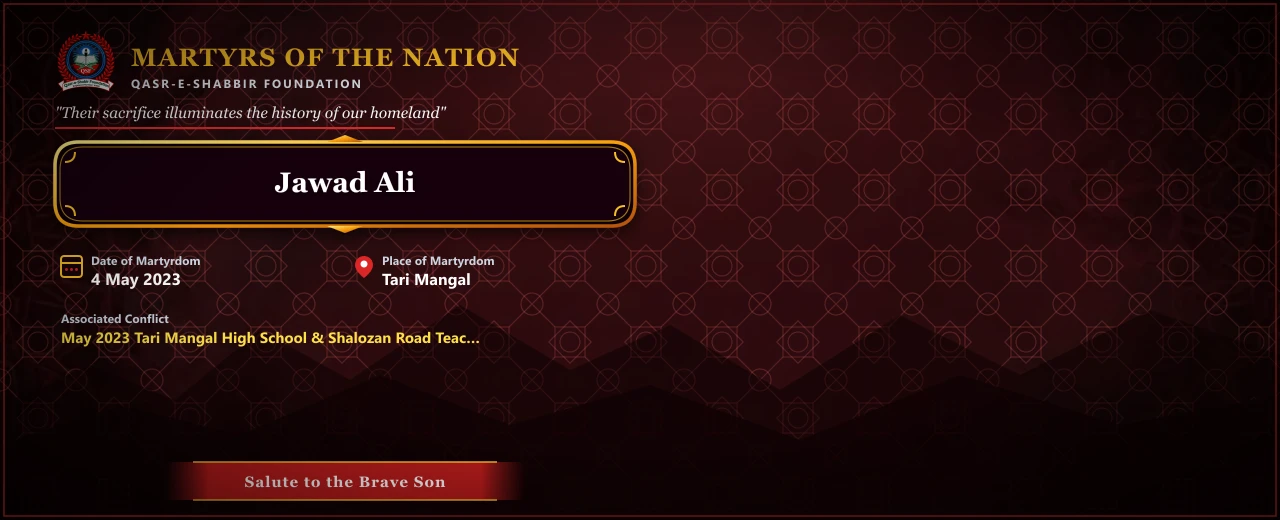 MARTYRS OF THE NATION
QASR-E-SHABBIR FOUNDATION
"Their sacrifice illuminates the history of our homeland"
Jawad Ali
Date of Martyrdom
4 May 2023
Place of Martyrdom
Tari Mangal
Associated Conflict
May 2023 Tari Mangal High School & Shalozan Road Teac...
Salute to the Brave Son